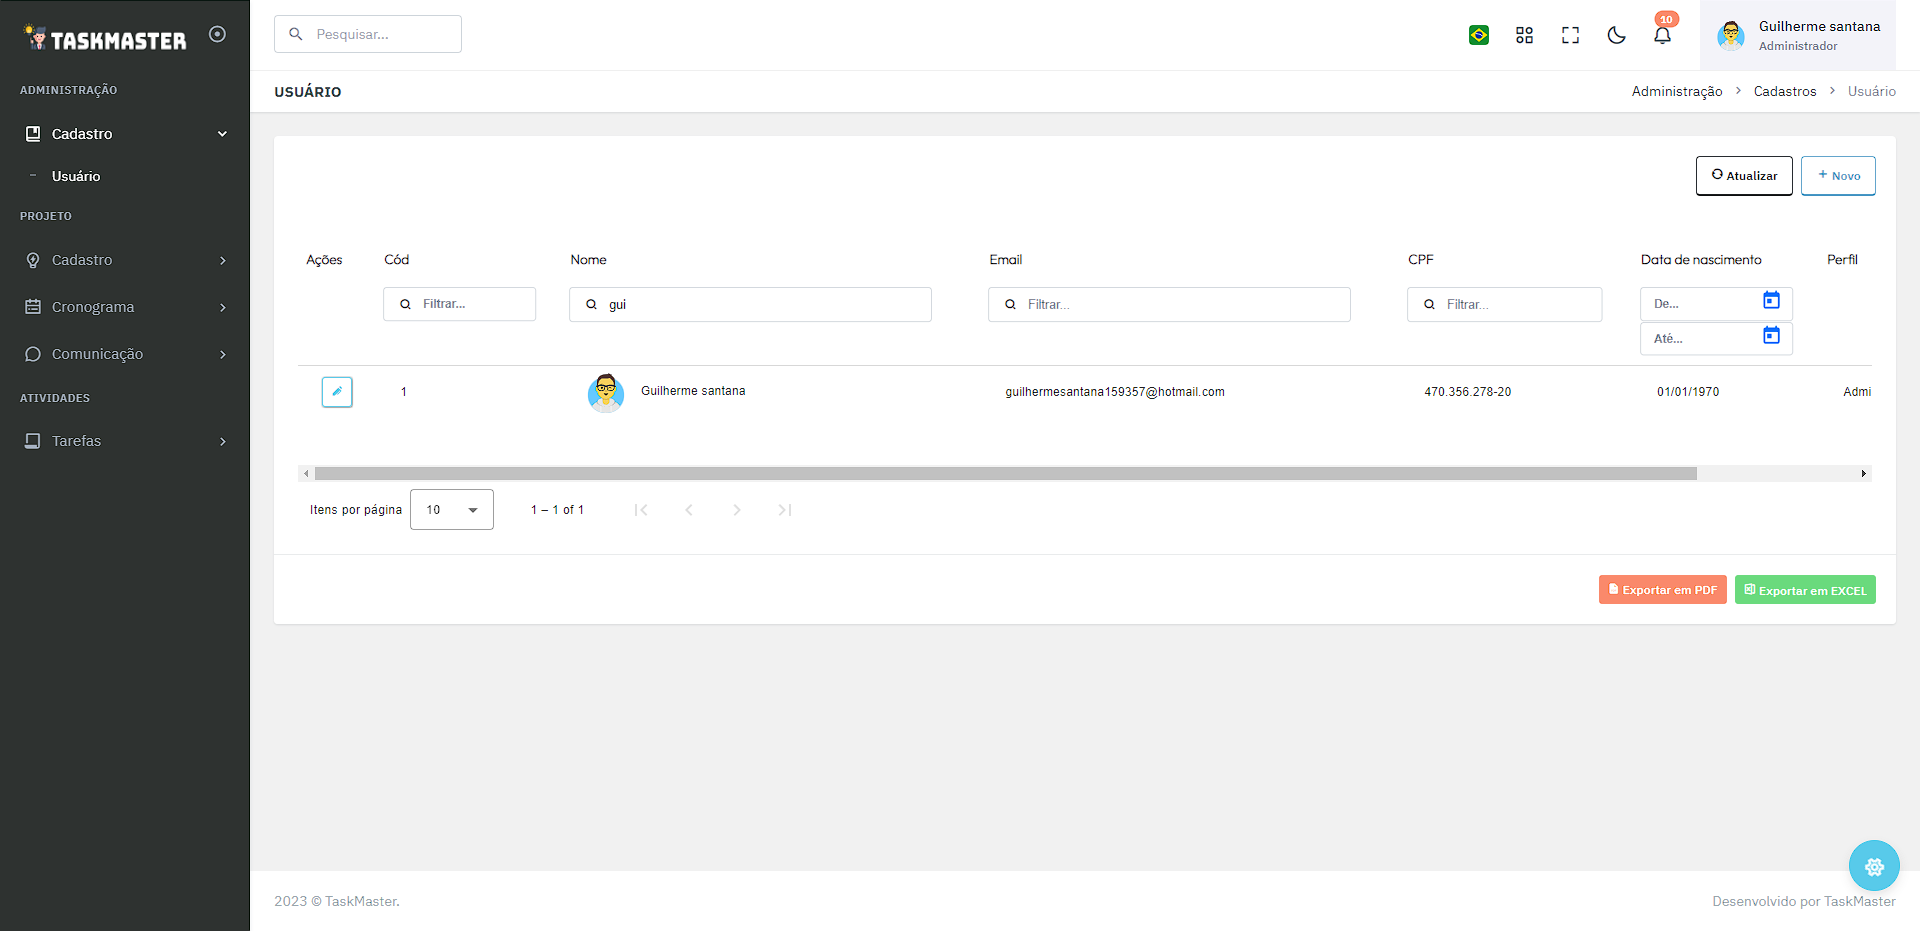 TASKMASTER
Pesquisar...
10
Guilherme santana
Administrador
ADMINISTRAÇÃO
Cadastro
Usuário
PROJETO
Cadastro
Cronograma
Comunicação
ATIVIDADES
Tarefas
USUÁRIO
Administração > Cadastros > Usuário
Atualizar
+ Novo
Ações Cód Nome Email CPF Data de nascimento Perfil
Filtrar... gui Filtrar... Filtrar... De...
Até...
1 Guilherme santana guilhermesantana159357@hotmail.com 470.356.278-20 01/01/1970 Admi
Itens por página 10 1 – 1 of 1
Exportar em PDF Exportar em EXCEL
2023 © TaskMaster.
Desenvolvido por TaskMaster